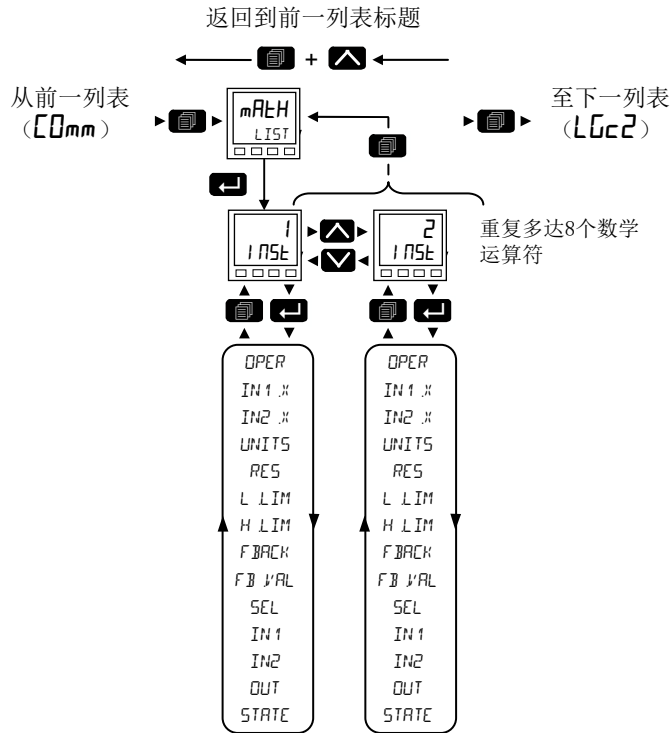 返回到前一列表标题
+
从前一列表
（COmm）
mAtH
LIST
至下一列表
（LGc2）
1
INSt
2
INSt
重复多达8个数学
运算符
OPER
IN1.X
IN2.X
UNITS
RES
L.LIM
H.LIM
F.BACK
FB.VAL
SEL
IN1
IN2
OUT
STATE
OPER
IN1.X
IN2.X
UNITS
RES
L.LIM
H.LIM
F.BACK
FB.VAL
SEL
IN1
IN2
OUT
STATE